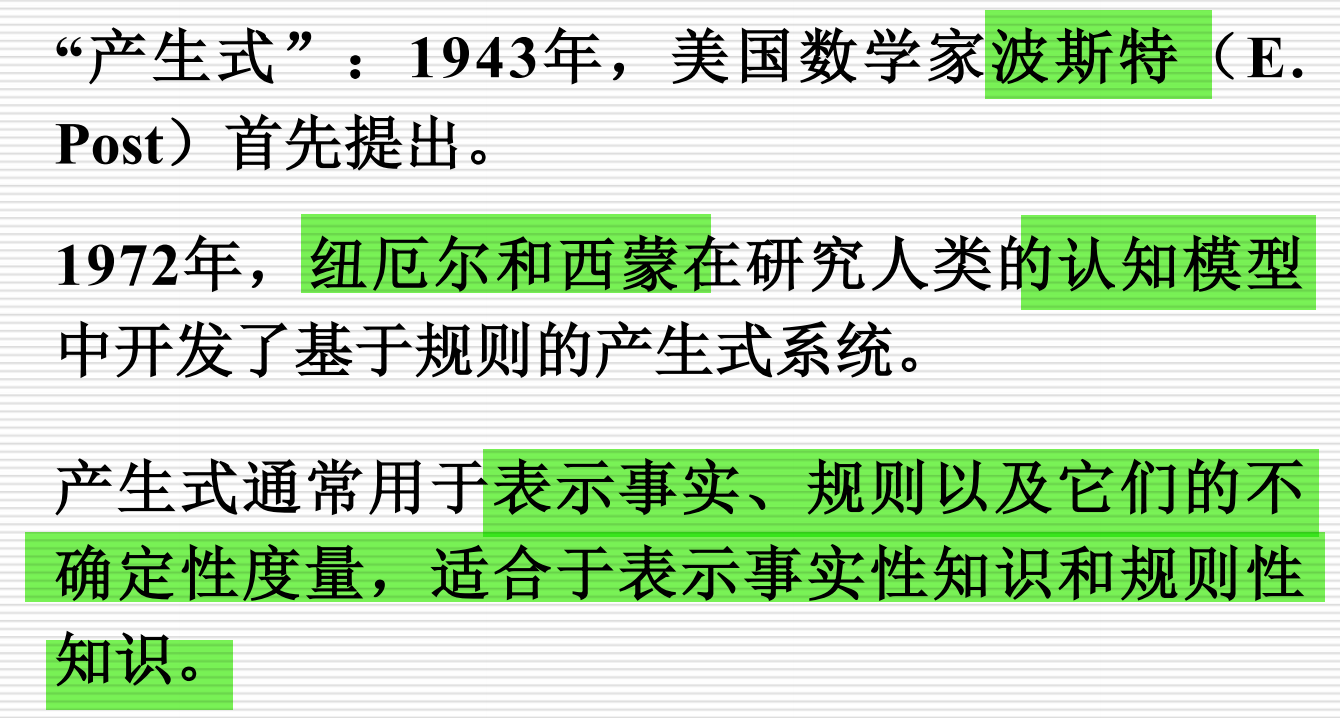 “产生式”：1943年，美国数学家波斯特（E.
Post）首先提出。
1972年，纽厄尔和西蒙在研究人类的认知模型
中开发了基于规则的产生式系统。
产生式通常用于表示事实、规则以及它们的不
确定性度量，适合于表示事实性知识和规则性
知识。